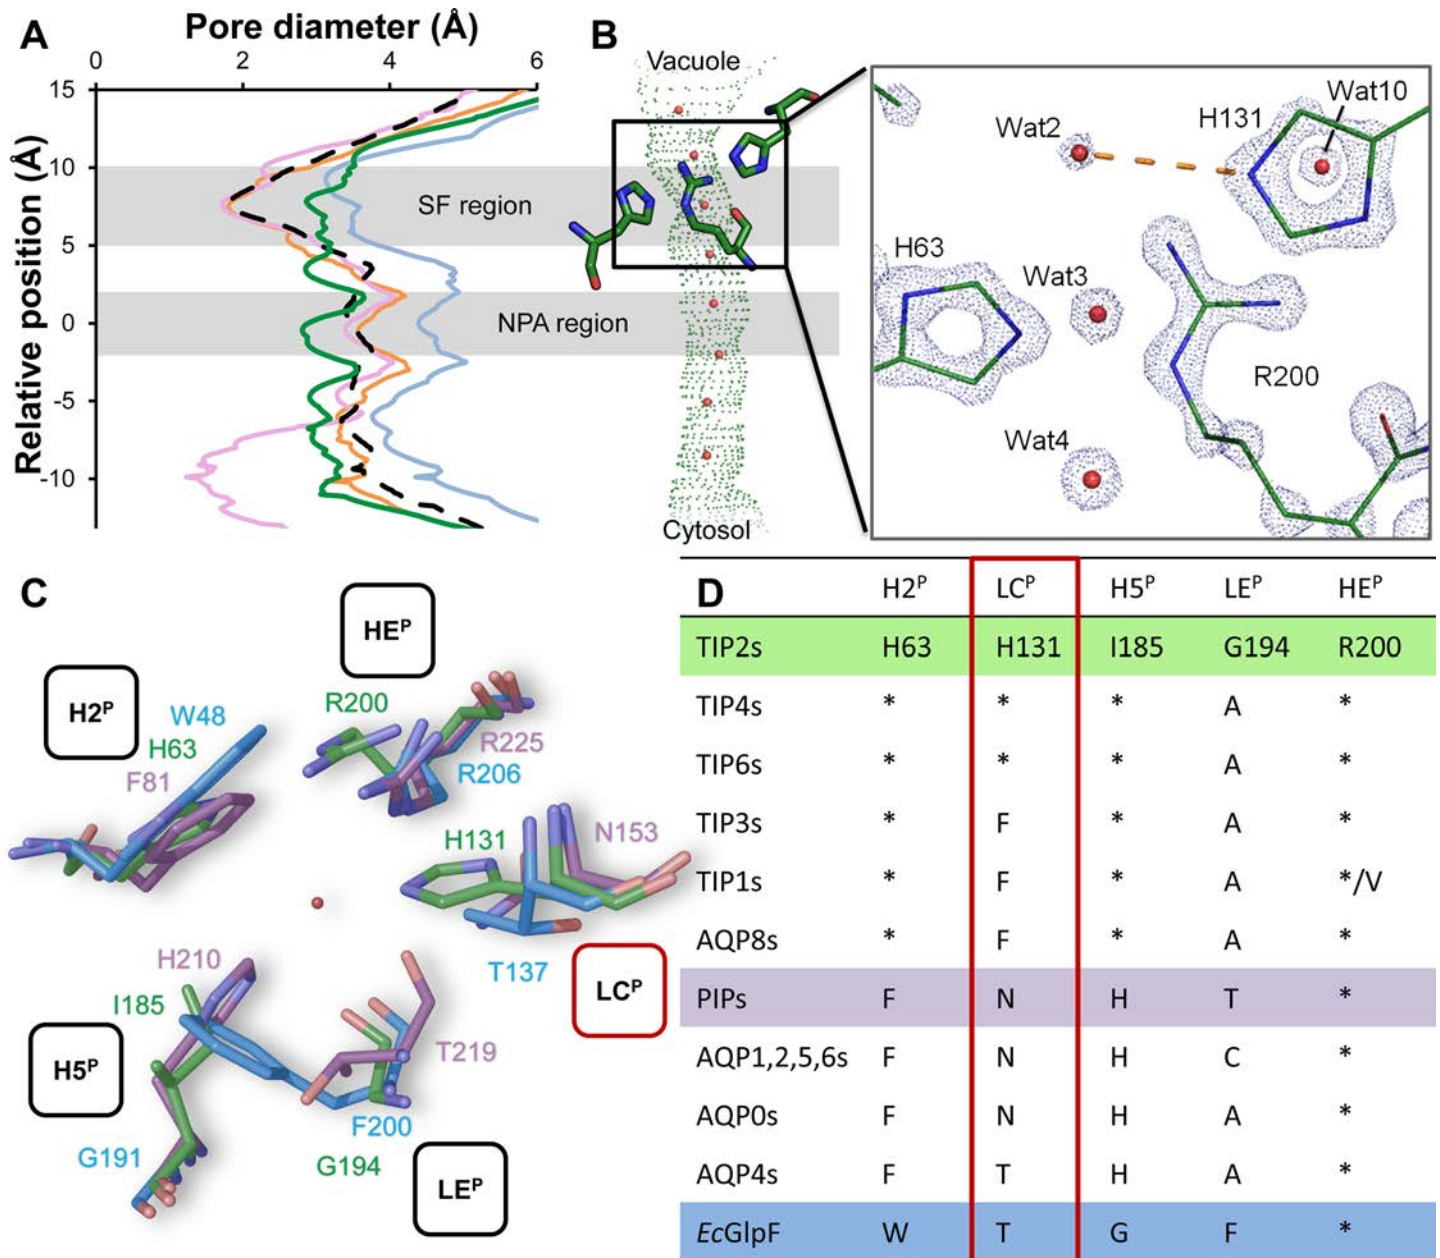 A
Pore diameter (Å)
0 2 4 6
15
10
5
0
-5
-10
Relative position (Å)
SF region
NPA region
B
Vacuole
Cytosol
Wat2
H131
Wat10
H63
Wat3
R200
Wat4
C
HEᴾ
H2ᴾ
W48
H63
F81
R200
R225
R206
H131
N153
T137
LCᴾ
H210
I185
H5ᴾ
G191
T219
F200
G194
LEᴾ
D
H2ᴾ LCᴾ H5ᴾ LEᴾ HEᴾ
TIP2s H63 H131 I185 G194 R200
TIP4s * * * A *
TIP6s * * * A *
TIP3s * F * A *
TIP1s * F * A */V
AQP8s * F * A *
PIPs F N H T *
AQP1,2,5,6s F N H C *
AQP0s F N H A *
AQP4s F T H A *
EcGlpF W T G F *